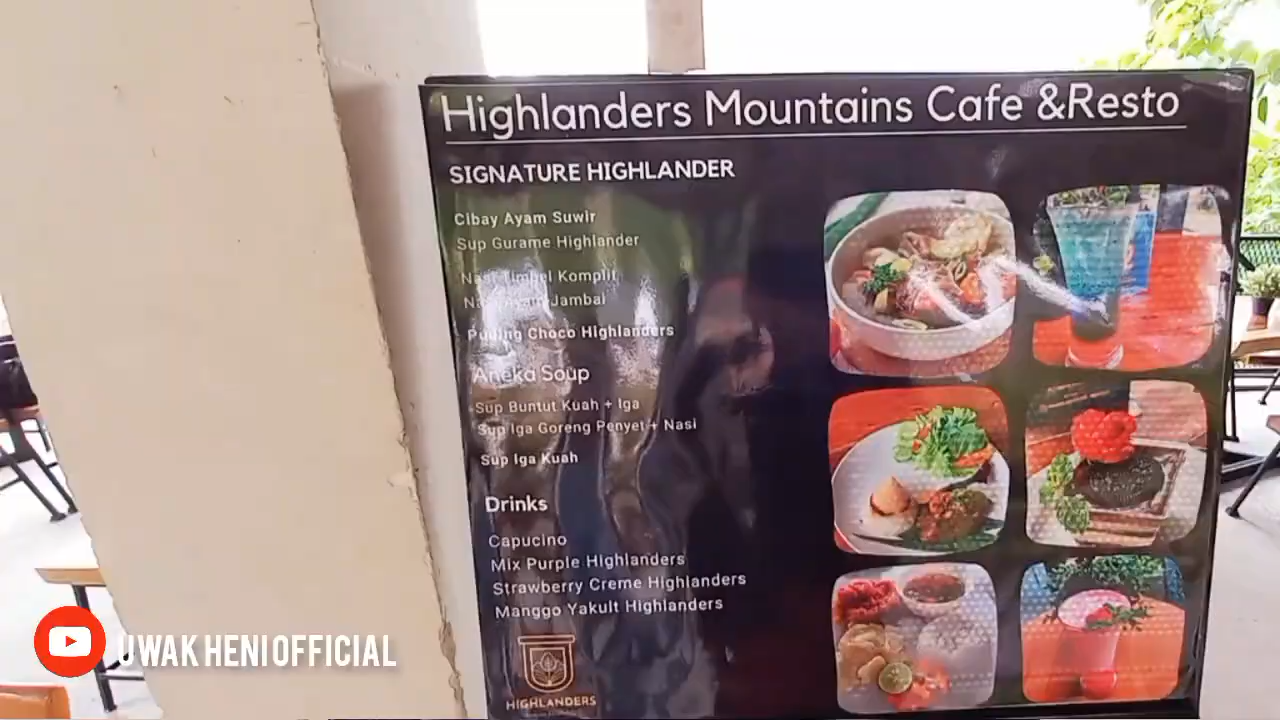 Highlanders Mountains Cafe &Resto
SIGNATURE HIGHLANDER
Cibay Ayam Suwir
Sup Gurame Highlander
Nasi Timbel Komplit
Jambal
Puding Choco Highlanders
Aneka Soup
Sup Buntut Kuah + Iga
Sup Iga Goreng Penyet + Nasi
Sup Iga Kuah
Drinks
Capucino
Mix Purple Highlanders
Strawberry Creme Highlanders
Manggo Yakult Highlanders
HIGHLANDERS
UWAK HENI OFFICIAL